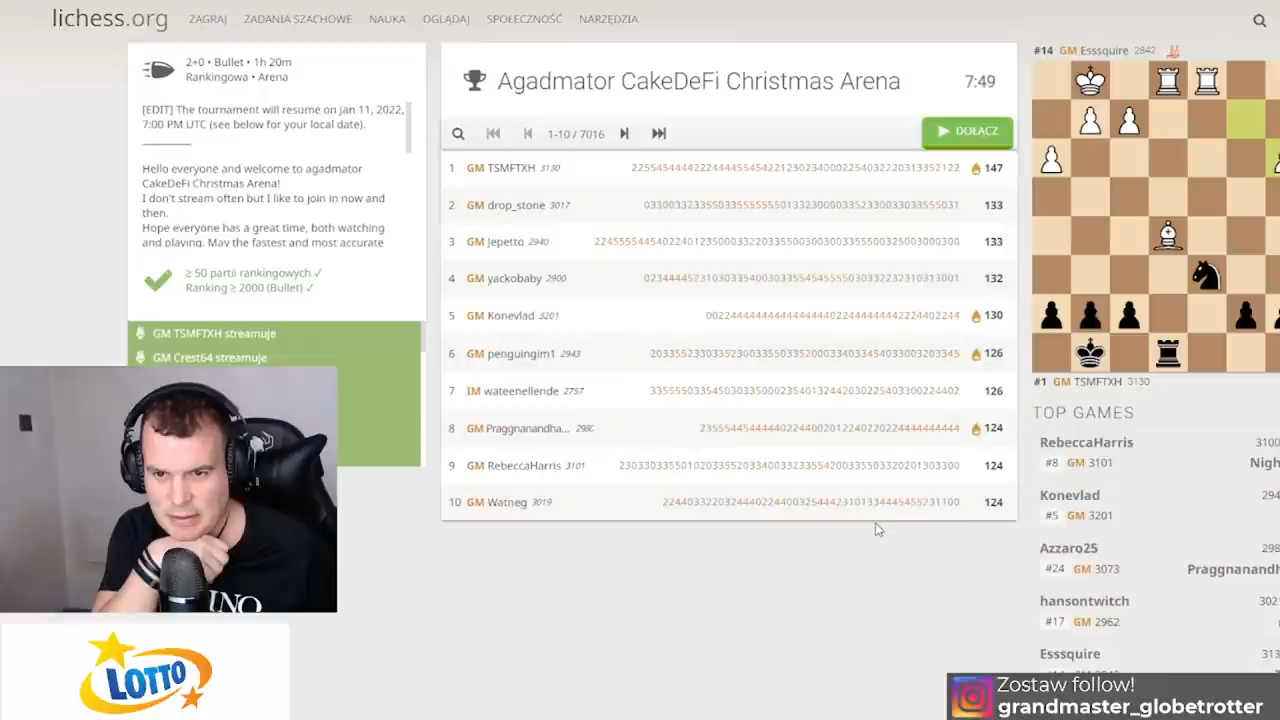 lichess.org ZAGRAJ ZADANIA SZACHOWE NAUKA OGLĄDAJ SPOŁECZNOŚĆ NARZĘDZIA
2+0 • Bullet • 1h 20m
Rankingowa • Arena
[EDIT] The tournament will resume on Jan 11, 2022,
7:00 PM UTC (see below for your local date).
Hello everyone and welcome to agadmator
CakeDeFi Christmas Arena!
I don't stream often but I like to join in now and
then.
Hope everyone has a great time, both watching
and playing. May the fastest and most accurate
≥ 50 partii rankingowych ✓
Ranking ≥ 2000 (Bullet) ✓
GM TSMFTXH streamuje
GM Crest64 streamuje
Agadmator CakeDeFi Christmas Arena 7:49
1-10 / 7016 DOŁĄCZ
1 GM TSMFTXH 3130 147
2 GM drop_stone 3017 133
3 GM Jepetto 2940 133
4 GM yackobaby 2900 132
5 GM Konevlad 3201 130
6 GM penguingim1 2943 126
7 IM wateenellende 2757 126
8 GM Praggnanandha... 124
9 GM RebeccaHarris 3101 124
10 GM Watneg 3019 124
#14 GM Esssquire 2842
#1 GM TSMFTXH 3130
TOP GAMES
RebeccaHarris 3100
#8 GM 3101 Nigh
Konevlad 294
#5 GM 3201
Azzaro25 298
#24 GM 3073 Praggnanandh
hansontwitch 302
#17 GM 2962
Esssquire 313
LOTTO
INO
Zostaw follow!
grandmaster_globetrotter